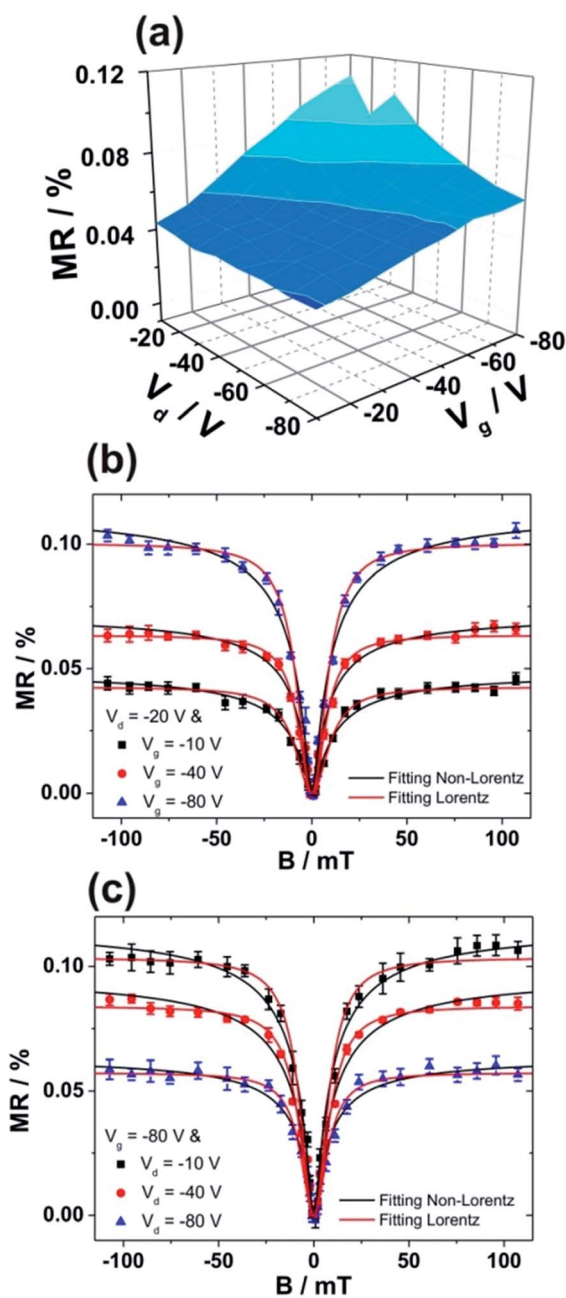 (a)
0.12
0.08
0.04
0.00
MR / %
-20
-40
-60
-80
V_d / V
-20
-40
-60
-80
V_g / V
(b)
0.10
0.05
0.00
MR / %
V_d = -20 V &
V_g = -10 V
V_g = -40 V
V_g = -80 V
Fitting Non-Lorentz
Fitting Lorentz
-100 -50 0 50 100
B / mT
(c)
0.10
0.05
0.00
MR / %
V_g = -80 V &
V_d = -10 V
V_d = -40 V
V_d = -80 V
Fitting Non-Lorentz
Fitting Lorentz
-100 -50 0 50 100
B / mT